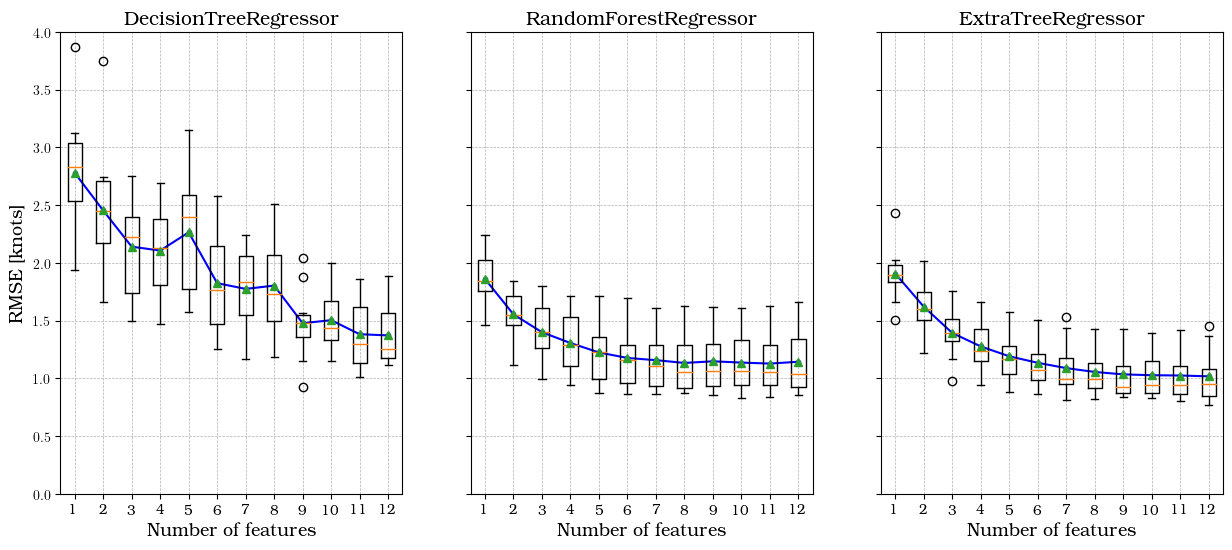 DecisionTreeRegressor RandomForestRegressor ExtraTreeRegressor
4.0
3.5
3.0
2.5
2.0
1.5
1.0
0.5
0.0
RMSE [knots]
1 2 3 4 5 6 7 8 9 10 11 12 1 2 3 4 5 6 7 8 9 10 11 12 1 2 3 4 5 6 7 8 9 10 11 12
Number of features Number of features Number of features